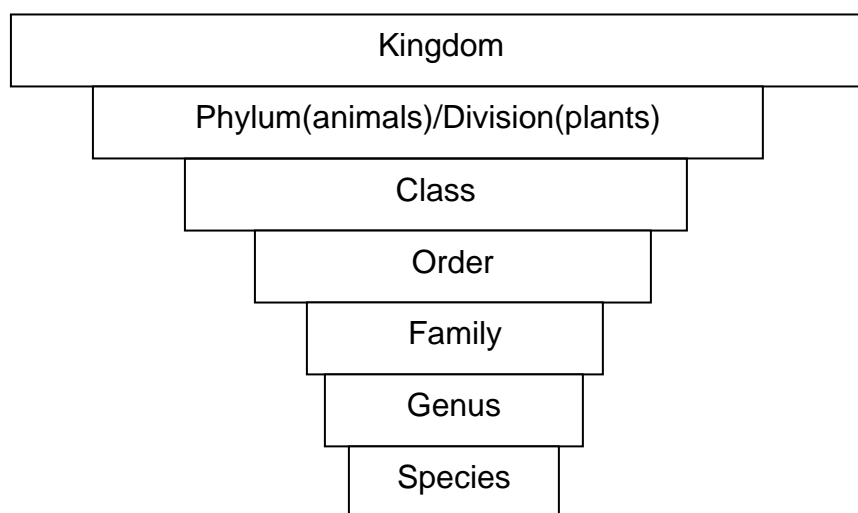 Kingdom
Phylum(animals)/Division(plants)
Class
Order
Family
Genus
Species